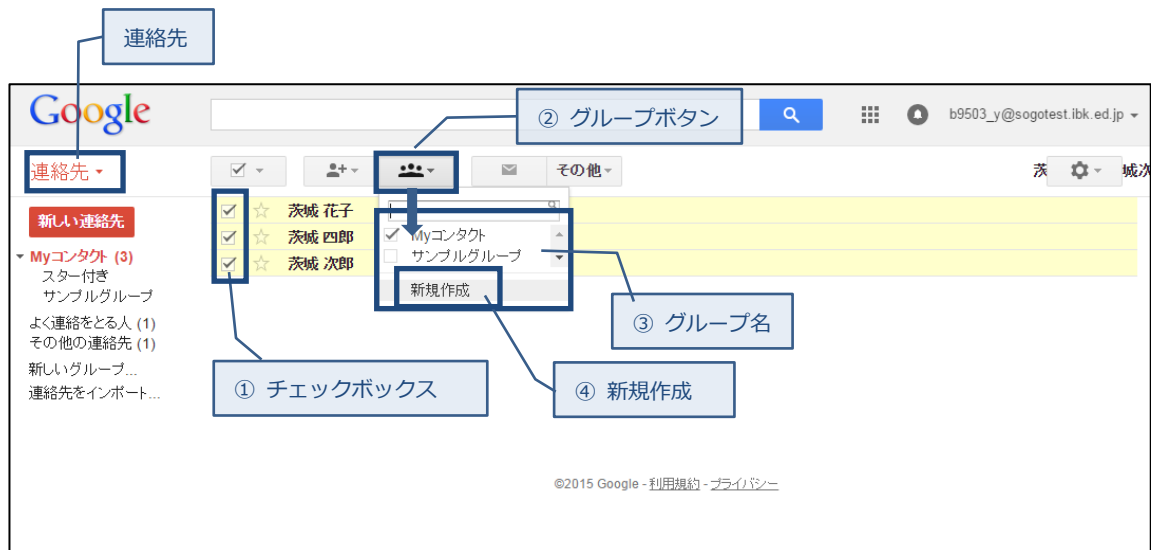 連絡先
Google
② グループボタン
b9503_y@sogotest.ibk.ed.jp
連絡先
その他
茨
城次
新しい連絡先
茨城 花子
茨城 四郎
茨城 次郎
Myコンタクト
サンプルグループ
新規作成
Myコンタクト (3)
スター付き
サンプルグループ
よく連絡をとる人 (1)
その他の連絡先 (1)
新しいグループ...
連絡先をインポート...
③ グループ名
① チェックボックス
④ 新規作成
©2015 Google - 利用規約 - プライバシー